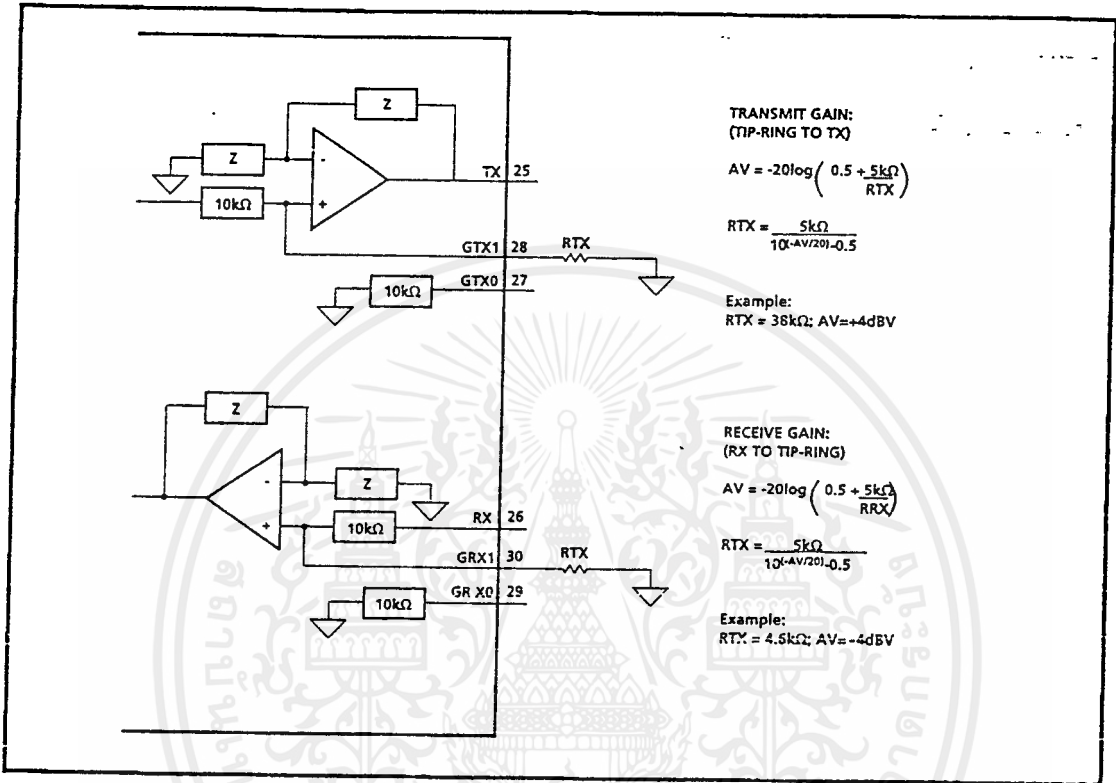 Z
Z
10kΩ
-
+
TX 25
GTX1 28 RTX
GTX0 27
10kΩ
TRANSMIT GAIN:
(TIP-RING TO TX)
AV = -20log( 0.5 + 5kΩ
RTX )
RTX = 5kΩ
10(-AV/20)-0.5
Example:
RTX = 38kΩ; AV=+4dBV
Z
-
+
Z
10kΩ
RX 26
GRX1 30 RTX
GR X0 29
10kΩ
RECEIVE GAIN:
(RX TO TIP-RING)
AV = -20log( 0.5 + 5kΩ
RRX )
RTX = 5kΩ
10(-AV/20)-0.5
Example:
RTX = 4.6kΩ; AV=-4dBV